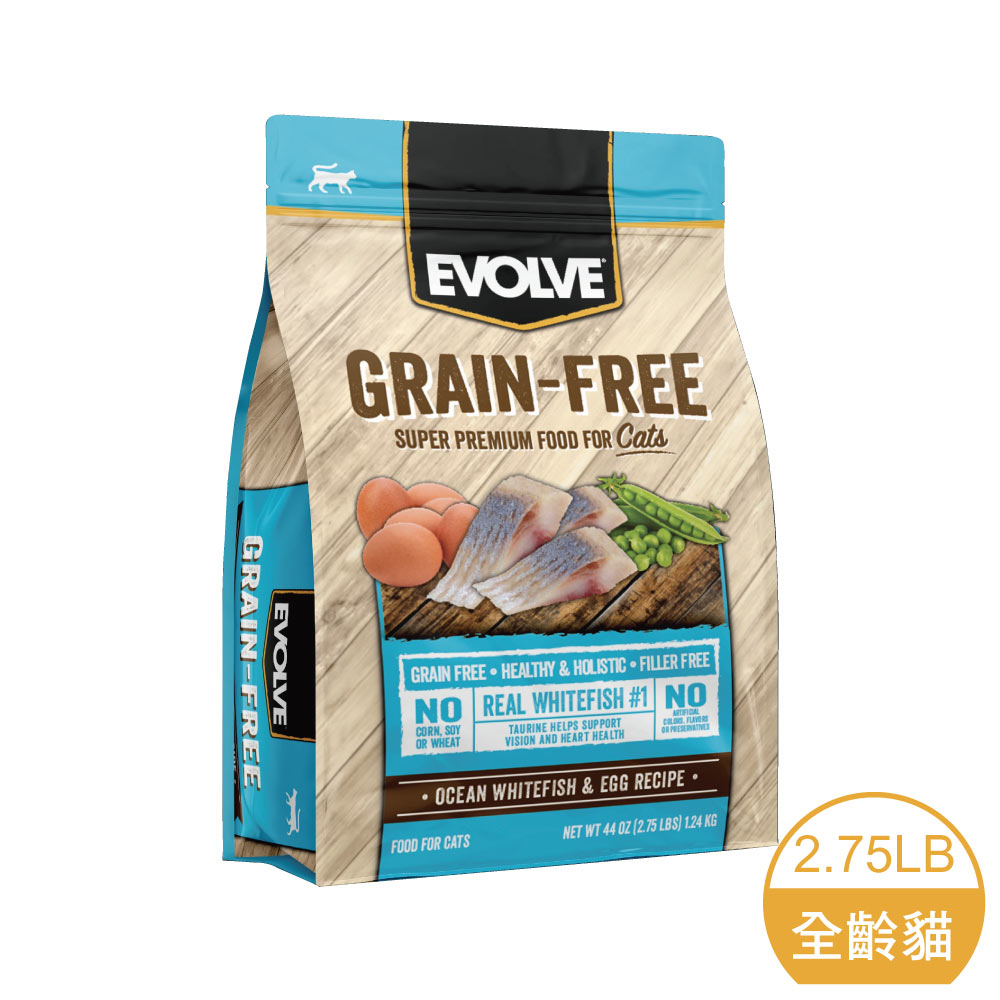 EVOLVE®
GRAIN-FREE
SUPER PREMIUM FOOD FOR Cats
GRAIN FREE • HEALTHY & HOLISTIC • FILLER FREE
NO
CORN, SOY
OR WHEAT
REAL WHITEFISH #1
TAURINE HELPS SUPPORT
VISION AND HEART HEALTH
NO
ARTIFICIAL
COLORS, FLAVORS
OR PRESERVATIVES
• OCEAN WHITEFISH & EGG RECIPE •
FOOD FOR CATS
NET WT 44 OZ (2.75 LBS) 1.24 KG
EVOLVE
GRAIN-FREE
2.75LB
全齡貓